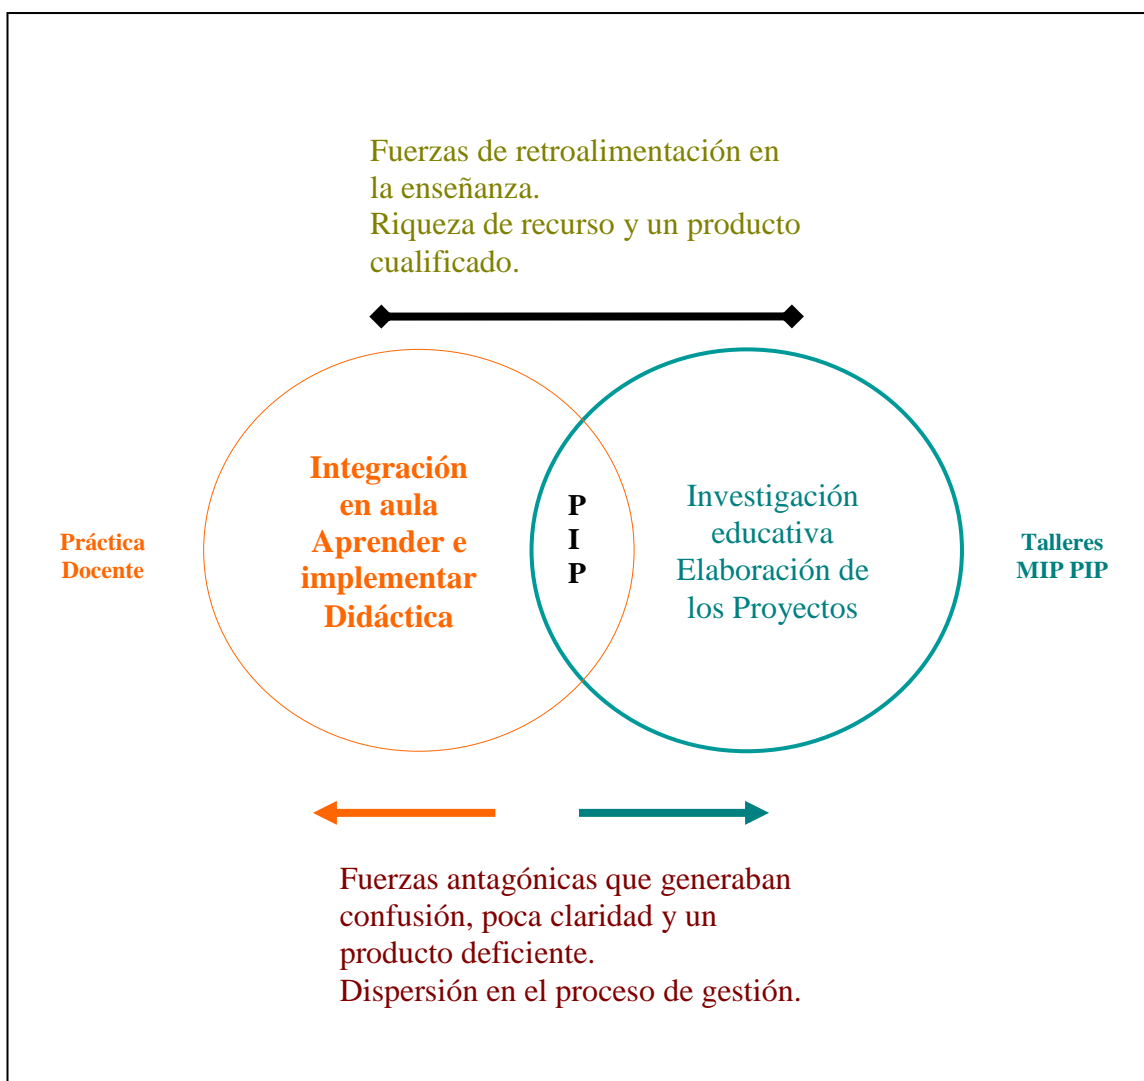 Fuerzas de retroalimentación en
la enseñanza.
Riqueza de recurso y un producto
cualificado.
Práctica
Docente
Integración
en aula
Aprender e
implementar
Didáctica
P
I
P
Investigación
educativa
Elaboración de
los Proyectos
Talleres
MIP PIP
Fuerzas antagónicas que generaban
confusión, poca claridad y un
producto deficiente.
Dispersión en el proceso de gestión.